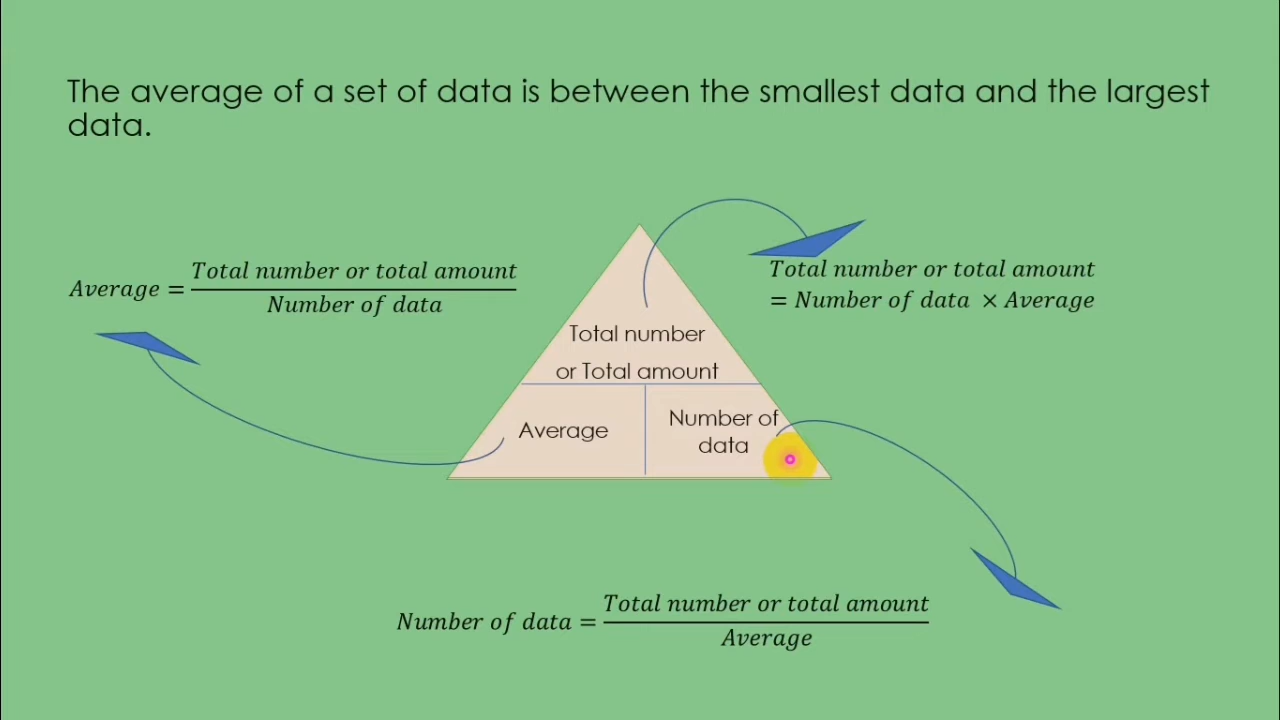 The average of a set of data is between the smallest data and the largest
data.
Average = Total number or total amount / Number of data
Total number or total amount
= Number of data × Average
Total number
or Total amount
Average
Number of
data
Number of data = Total number or total amount / Average